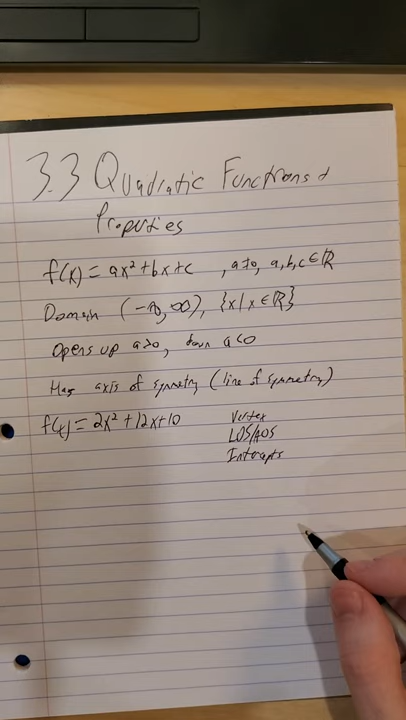 3.3 Quadratic Functions +
Properties
f(x) = ax² + bx + c , a≠0, a,b,c ∈ ℝ
Domain (-∞, ∞), {x | x ∈ ℝ}
Opens up a>0, down a<0
Has axis of symmetry (line of symmetry)
f(x) = 2x² + 12x + 10 Vertex
LOS/AOS
Intercepts